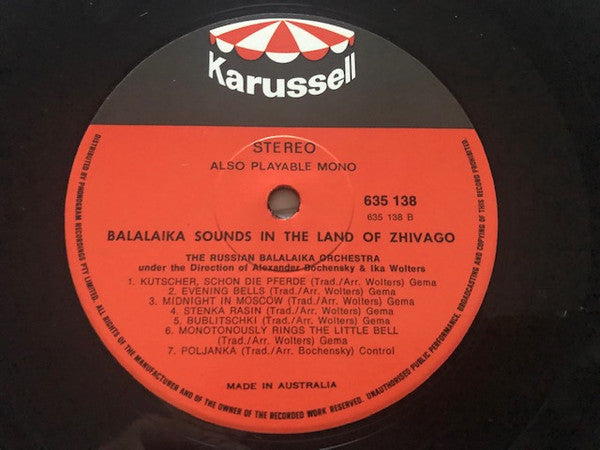 Karussell
STEREO
ALSO PLAYABLE MONO
635 138
635 138 B
BALALAIKA SOUNDS IN THE LAND OF ZHIVAGO
THE RUSSIAN BALALAIKA ORCHESTRA
under the Direction of Alexander Bochensky & Ika Wolters
1. KUTSCHER, SCHON DIE PFERDE (Trad./Arr. Wolters) Gema
2. EVENING BELLS (Trad./Arr. Wolters) Gema
3. MIDNIGHT IN MOSCOW (Trad./Arr. Wolters) Gema
4. STENKA RASIN (Trad./Arr. Wolters) Gema
5. BUBLITSCHKI (Trad./Arr. Wolters) Gema
6. MONOTONOUSLY RINGS THE LITTLE BELL
(Trad./Arr. Wolters) Gema
7. POLJANKA (Trad./Arr. Bochensky) Control
MADE IN AUSTRALIA
DISTRIBUTED BY PHONOGRAM RECORDINGS PTY LIMITED. ALL RIGHTS OF THE MANUFACTURER AND OF THE OWNER OF THE RECORDED WORK RESERVED. UNAUTHORISED PUBLIC PERFORMANCE, BROADCASTING AND COPYING OF THIS RECORD PROHIBITED.